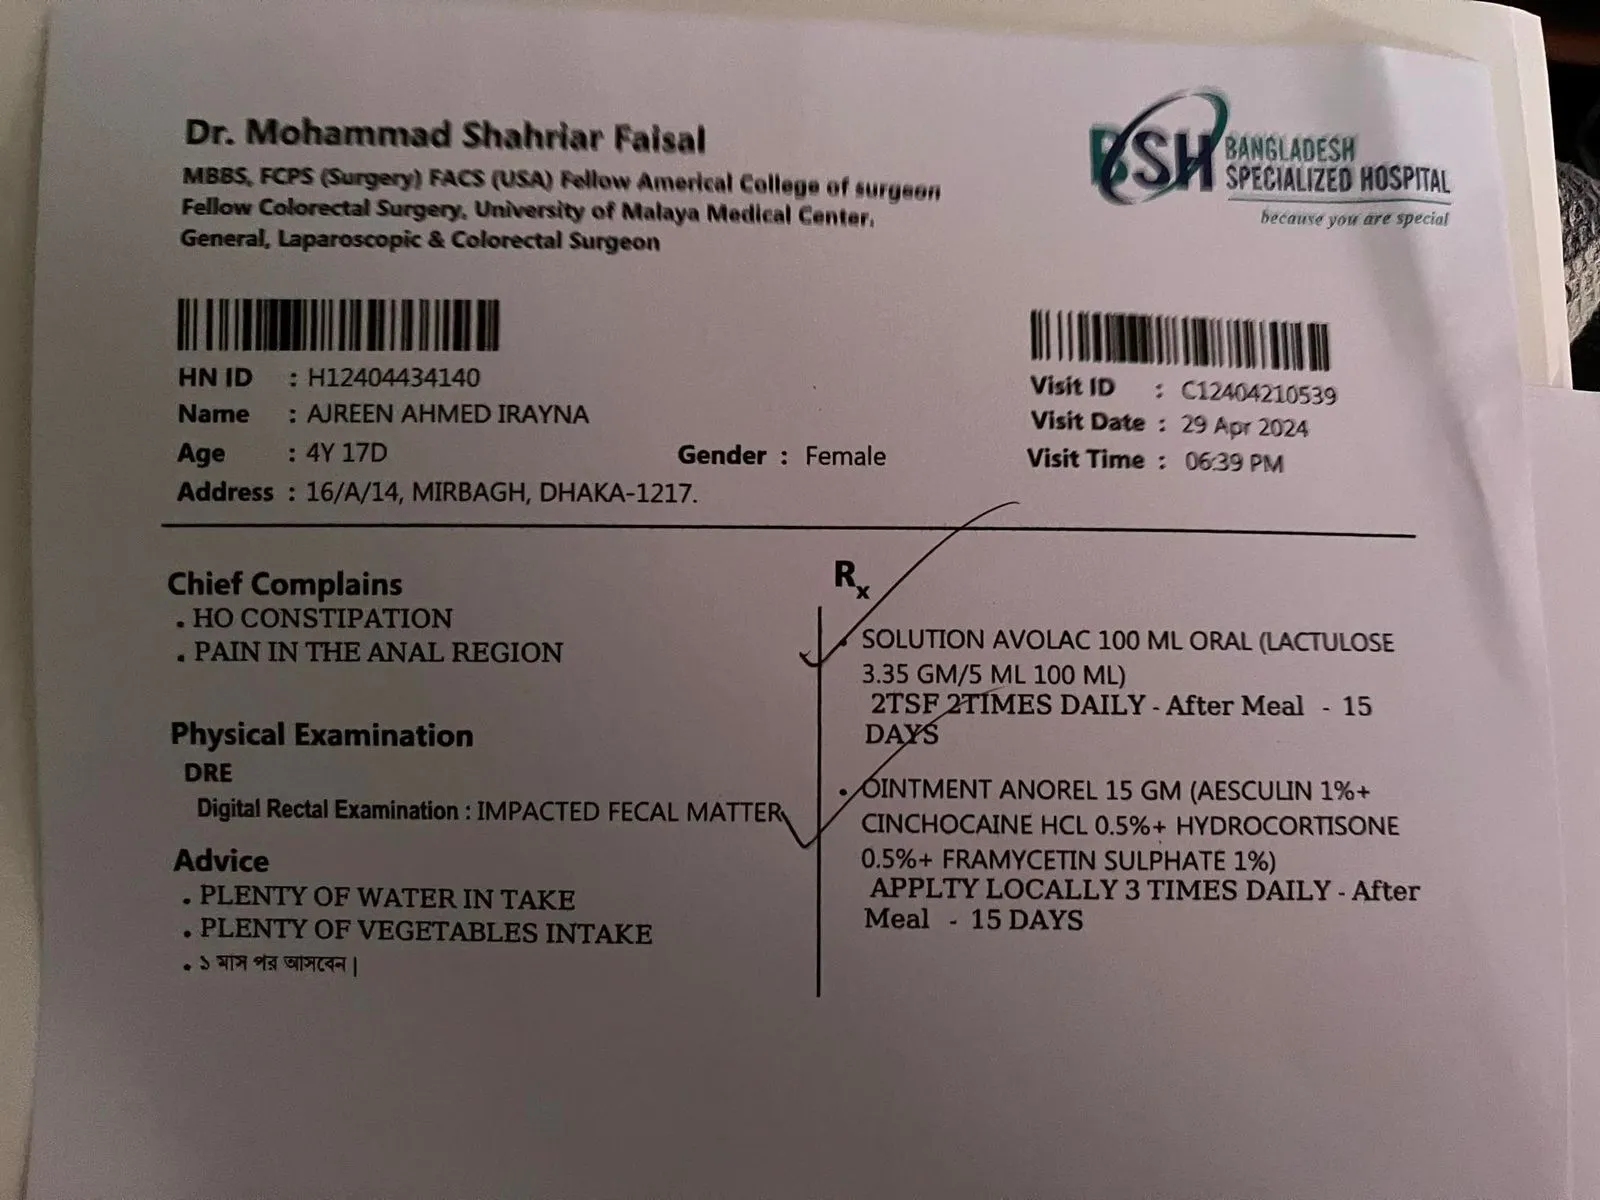 Dr. Mohammad Shahriar Faisal
MBBS, FCPS (Surgery) FACS (USA) Fellow Americal College of surgeon
Fellow Colorectal Surgery, University of Malaya Medical Center,
General, Laparoscopic & Colorectal Surgeon
BSH BANGLADESH
SPECIALIZED HOSPITAL
because you are special
HN ID : H12404434140
Name : AJREEN AHMED IRAYNA
Age : 4Y 17D
Gender : Female
Address : 16/A/14, MIRBAGH, DHAKA-1217.
Visit ID : C12404210539
Visit Date : 29 Apr 2024
Visit Time : 06:39 PM
Chief Complains
. HO CONSTIPATION
. PAIN IN THE ANAL REGION
Physical Examination
DRE
Digital Rectal Examination : IMPACTED FECAL MATTER
Advice
. PLENTY OF WATER IN TAKE
. PLENTY OF VEGETABLES INTAKE
. ১ মাস পর আসবেন।
Rx
• SOLUTION AVOLAC 100 ML ORAL (LACTULOSE
3.35 GM/5 ML 100 ML)
2TSF 2TIMES DAILY - After Meal - 15
DAYS
• OINTMENT ANOREL 15 GM (AESCULIN 1%+
CINCHOCAINE HCL 0.5%+ HYDROCORTISONE
0.5%+ FRAMYCETIN SULPHATE 1%)
APPLTY LOCALLY 3 TIMES DAILY - After
Meal - 15 DAYS